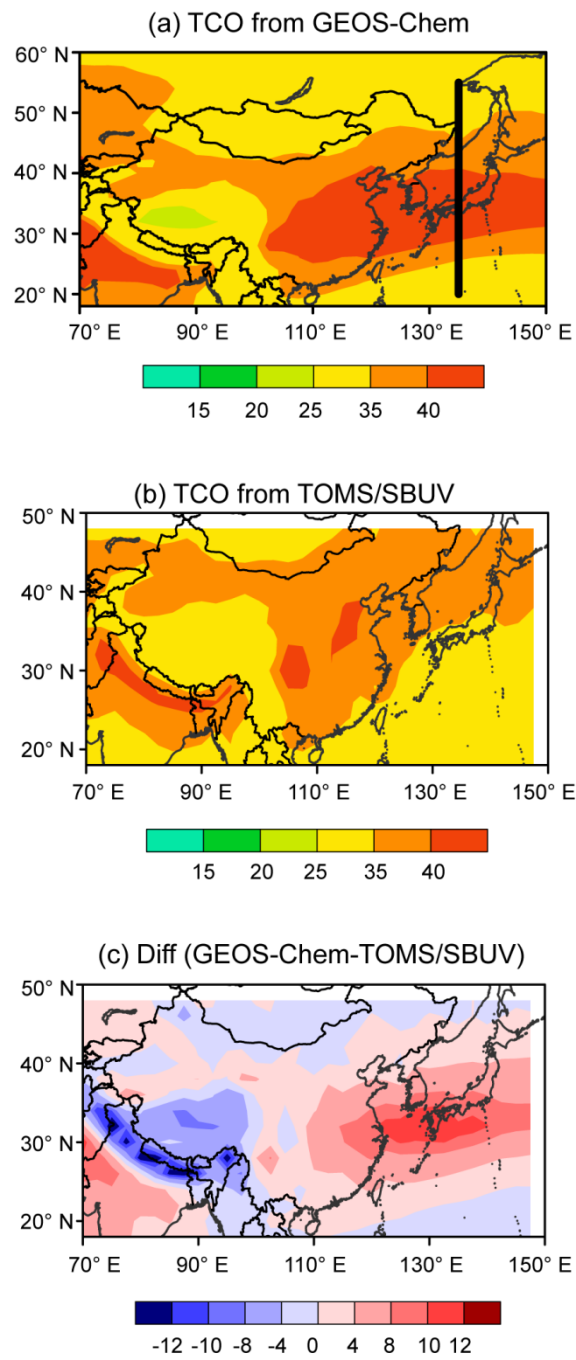 (a) TCO from GEOS-Chem
60° N
50° N
40° N
30° N
20° N
70° E 90° E 110° E 130° E 150° E
15 20 25 35 40
(b) TCO from TOMS/SBUV
50° N
40° N
30° N
20° N
70° E 90° E 110° E 130° E 150° E
15 20 25 35 40
(c) Diff (GEOS-Chem-TOMS/SBUV)
50° N
40° N
30° N
20° N
70° E 90° E 110° E 130° E 150° E
-12 -10 -8 -4 0 4 8 10 12